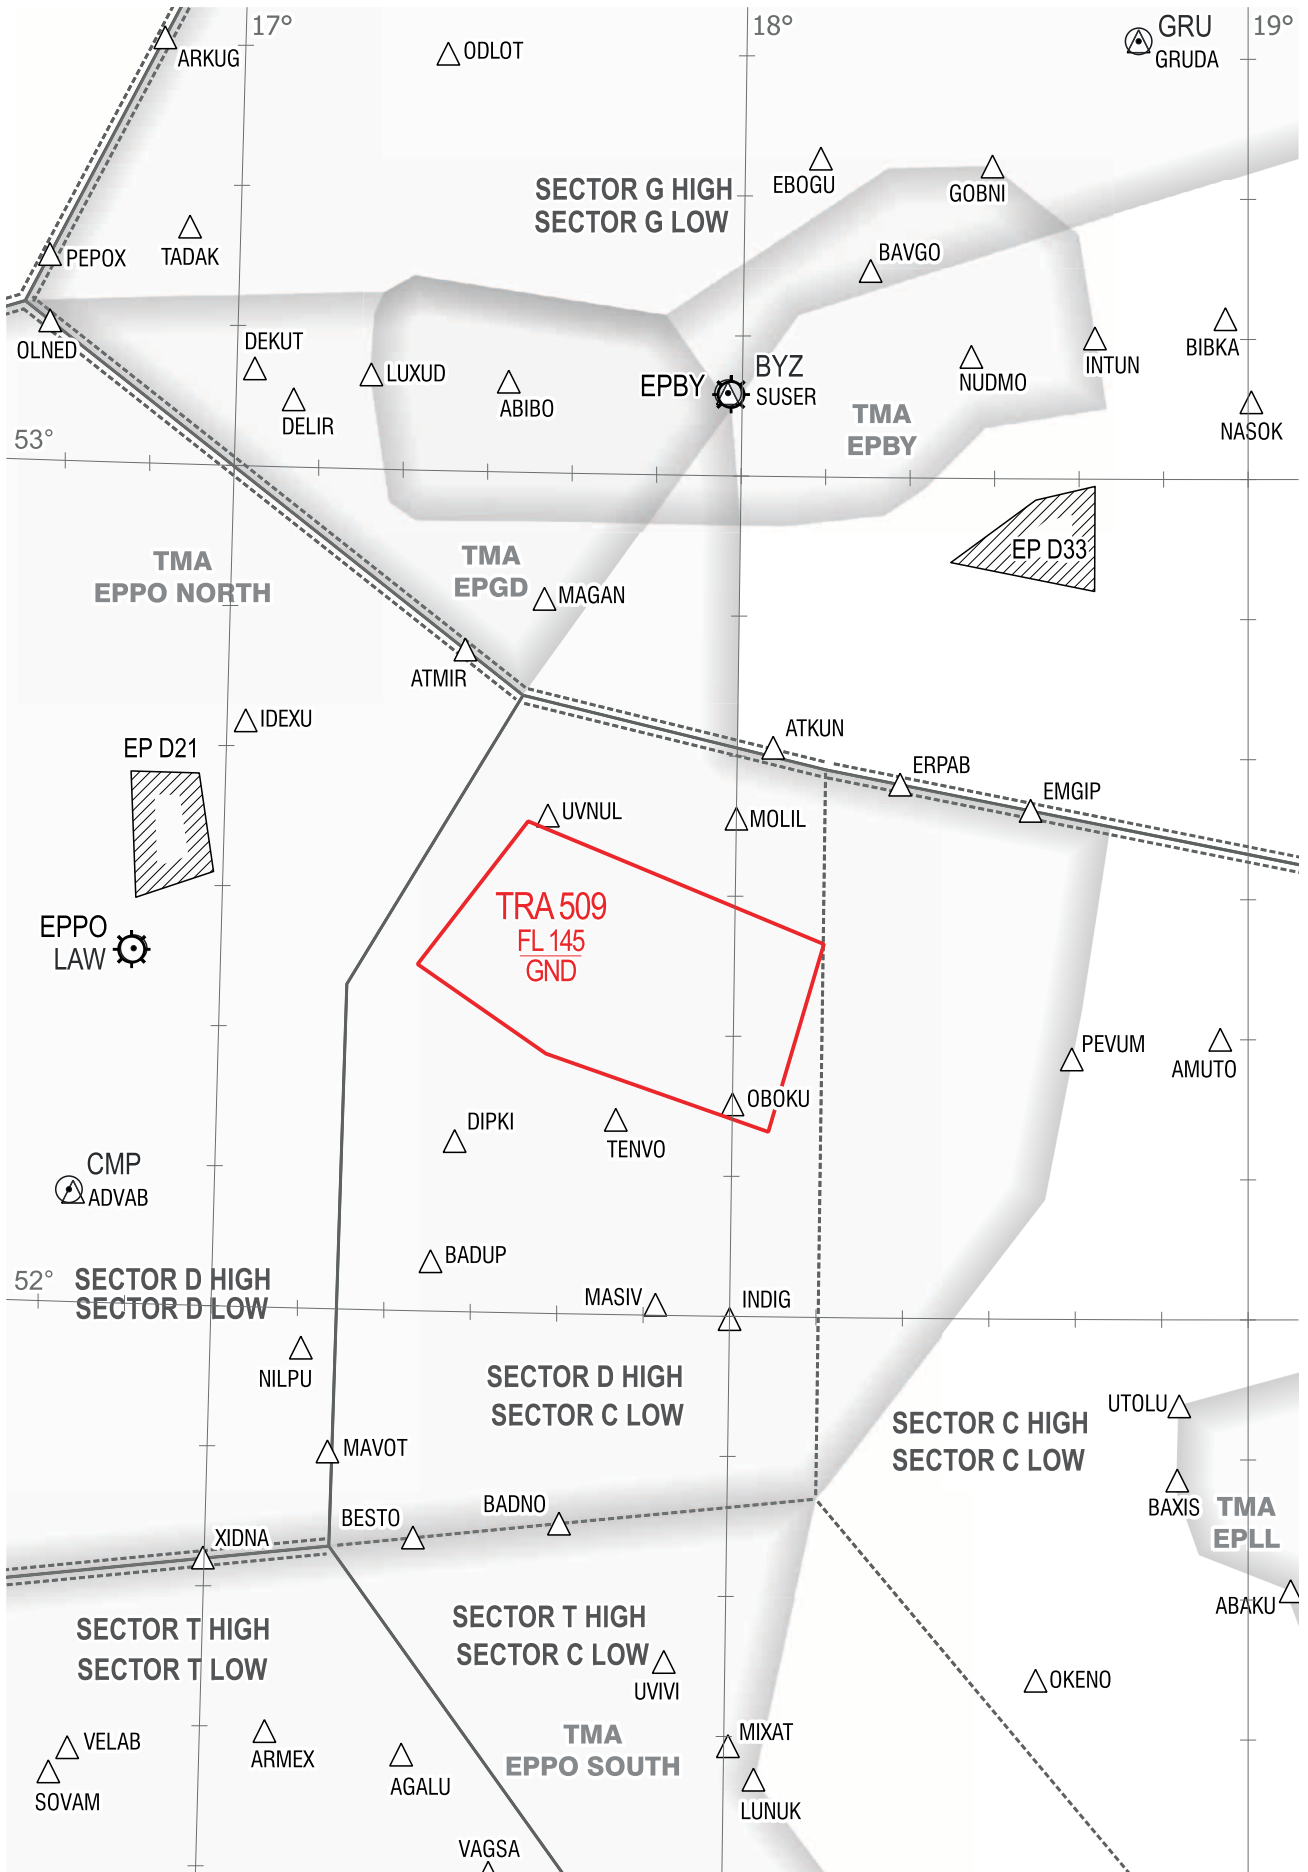 17°
18°
19°
ARKUG
ODLOT
GRU
GRUDA
EBOGU
GOBNI
SECTOR G HIGH
SECTOR G LOW
PEPOX
TADAK
BAVGO
OLNED
DEKUT
LUXUD
DELIR
ABIBO
EPBY
BYZ
SUSER
NUDMO
INTUN
BIBKA
NASOK
TMA
EPBY
53°
EP D33
TMA
EPPO NORTH
TMA
EPGD
MAGAN
ATMIR
IDEXU
EP D21
ATKUN
ERPAB
EMGIP
UVNUL
MOLIL
TRA 509
FL 145
GND
EPPO
LAW
PEVUM
AMUTO
OBOKU
DIPKI
TENVO
CMP
ADVAB
BADUP
52°
SECTOR D HIGH
SECTOR D LOW
MASIV
INDIG
NILPU
SECTOR D HIGH
SECTOR C LOW
UTOLU
SECTOR C HIGH
SECTOR C LOW
MAVOT
BAXIS
TMA
EPLL
BESTO
BADNO
XIDNA
ABAKU
SECTOR T HIGH
SECTOR T LOW
SECTOR T HIGH
SECTOR C LOW
UVIVI
OKENO
VELAB
SOVAM
ARMEX
AGALU
TMA
EPPO SOUTH
MIXAT
LUNUK
VAGSA